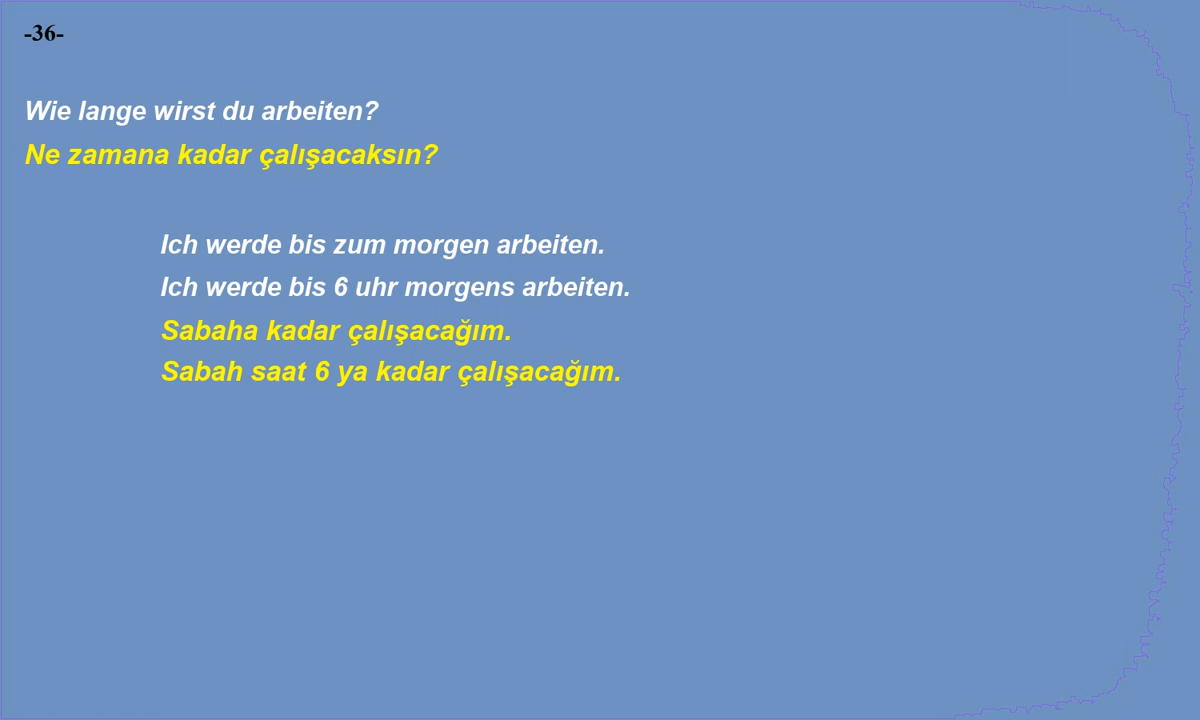 -36-
Wie lange wirst du arbeiten?
Ne zamana kadar çalışacaksın?
Ich werde bis zum morgen arbeiten.
Ich werde bis 6 uhr morgens arbeiten.
Sabaha kadar çalışacağım.
Sabah saat 6 ya kadar çalışacağım.